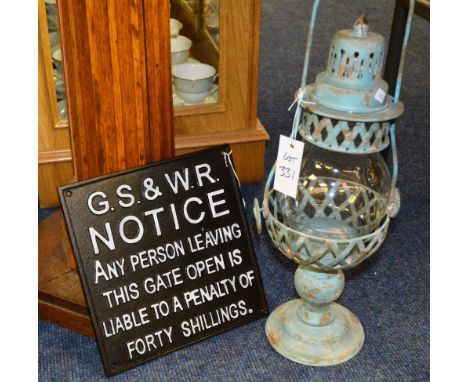 G.S. & W.R.
NOTICE
ANY PERSON LEAVING
THIS GATE OPEN IS
LIABLE TO A PENALTY OF
FORTY SHILLINGS.
LOT
331